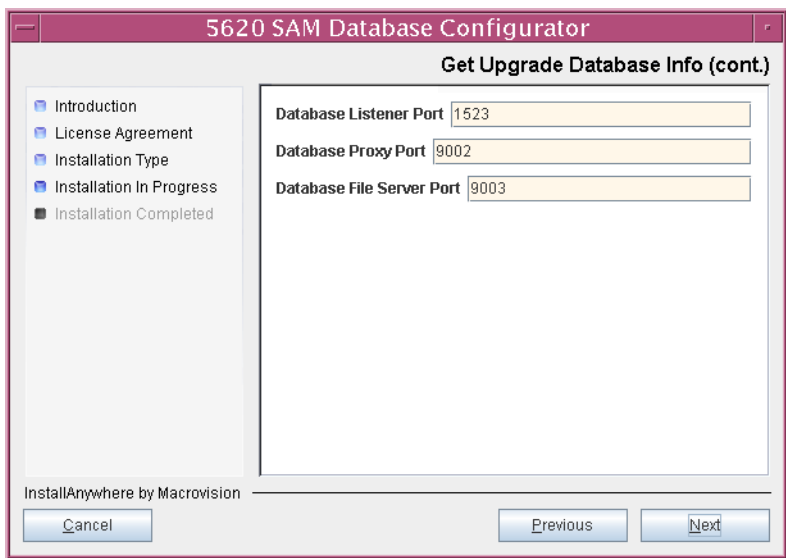 5620 SAM Database Configurator
Get Upgrade Database Info (cont.)
Introduction
License Agreement
Installation Type
Installation In Progress
Installation Completed
Database Listener Port 1523
Database Proxy Port 9002
Database File Server Port 9003
InstallAnywhere by Macrovision
Cancel
Previous
Next